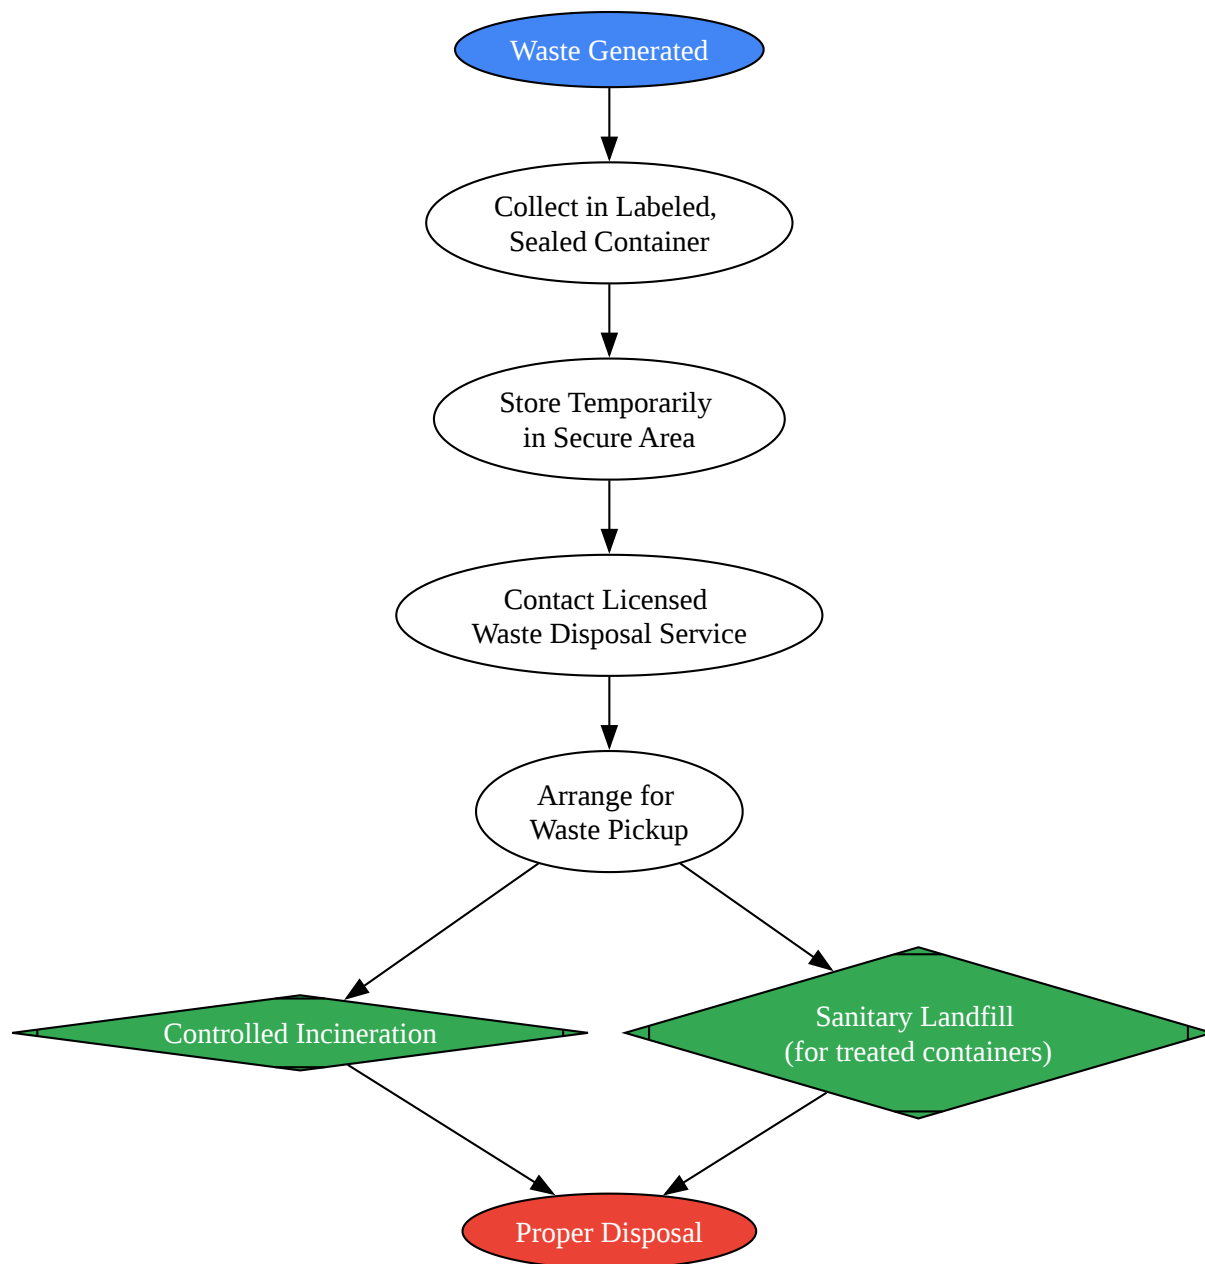 Waste Generated
Collect in Labeled,
Sealed Container
Store Temporarily
in Secure Area
Contact Licensed
Waste Disposal Service
Arrange for
Waste Pickup
Controlled Incineration
Sanitary Landfill
(for treated containers)
Proper Disposal